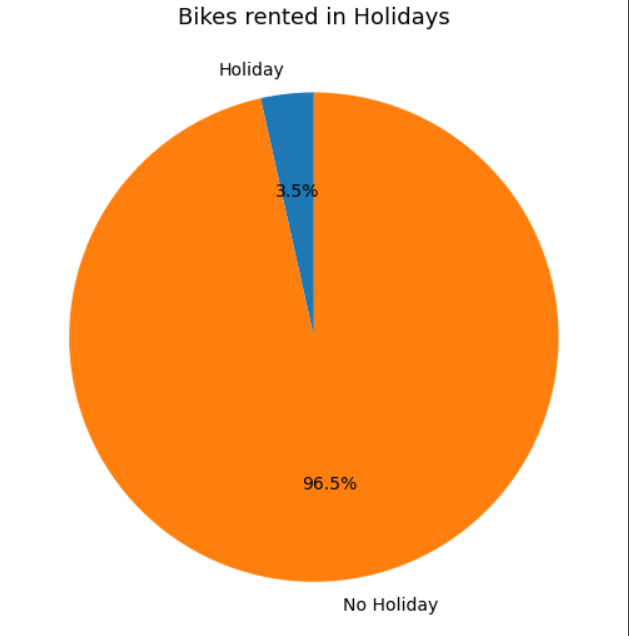 Bikes rented in Holidays
Holiday
3.5%
96.5%
No Holiday